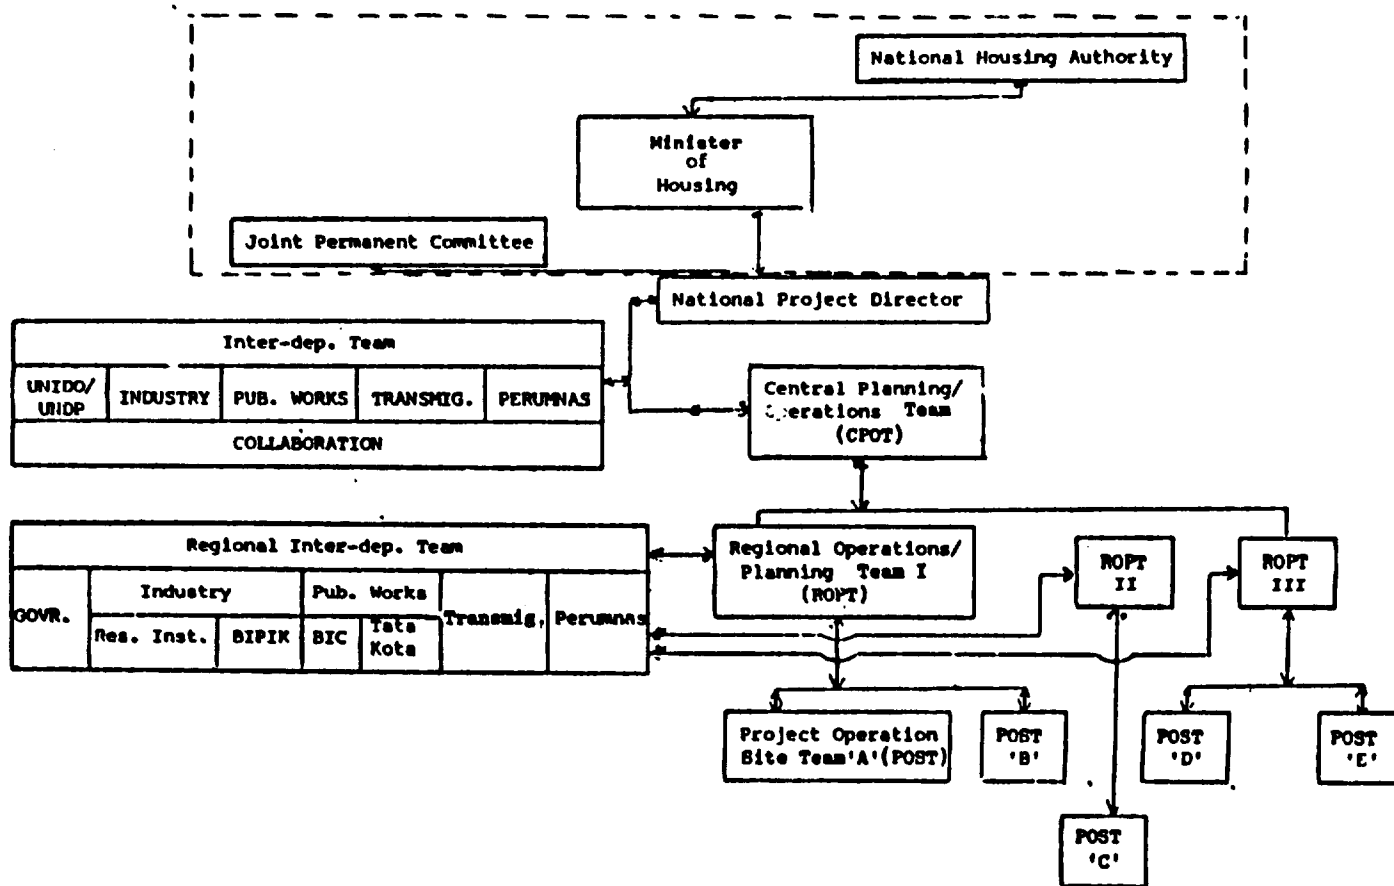 National Housing Authority
Minister
of
Housing
Joint Permanent Committee
National Project Director
Inter-dep. Team
UNIDO/
UNDP
INDUSTRY
PUB. WORKS
TRANSMIG.
PERUMNAS
COLLABORATION
Central Planning/
Team
(CPOT)
Regional Inter-dep. Team
GOVR.
Industry
Pub. Works
Transmig.
Perumnas
Res. Inst.
BIPIK
BIC
Tata
Kota
Regional Operations/
Planning Team I
(ROPT)
ROPT
II
ROPT
III
Project Operation
Site Team'A'(POST)
POST
'B'
POST
'C'
POST
'D'
POST
'E'